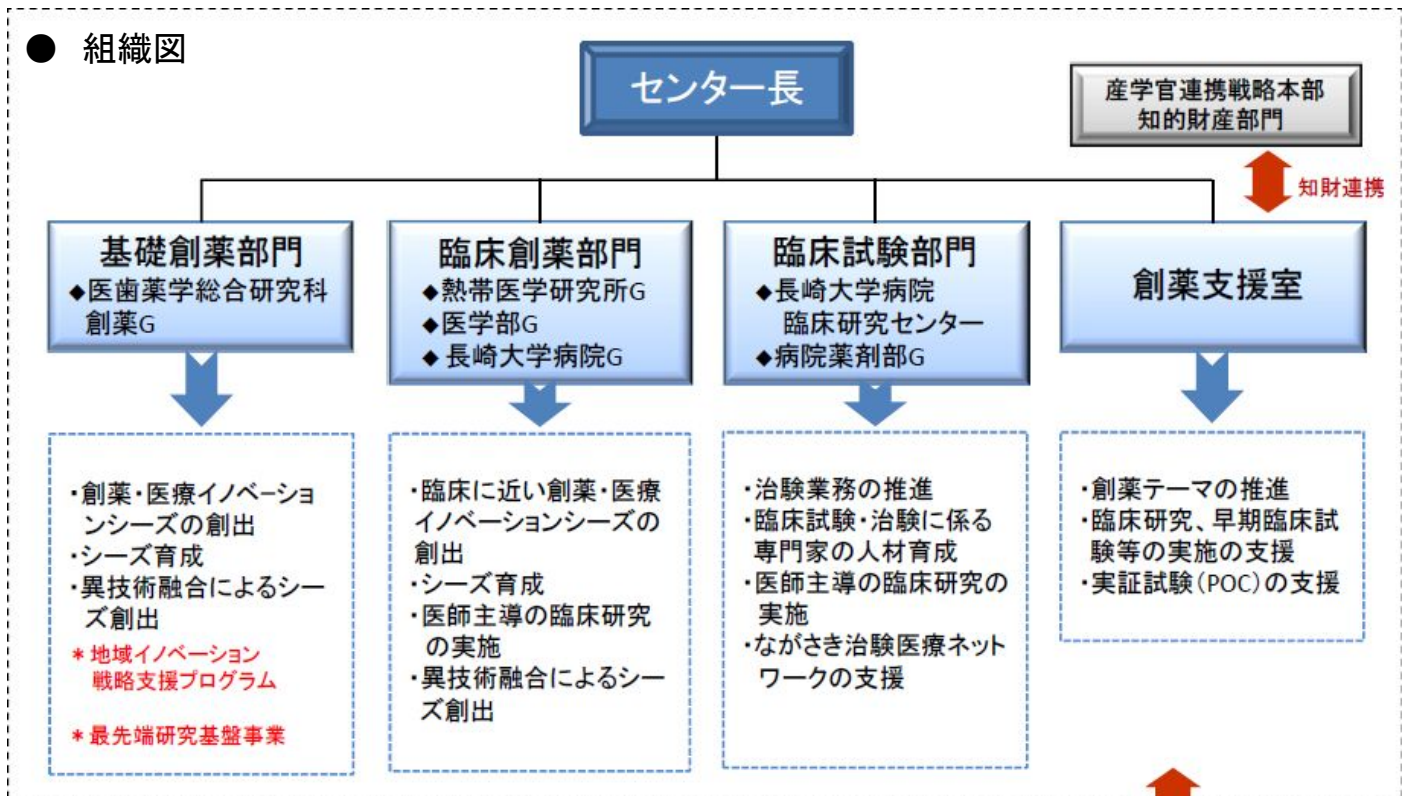 ● 組織図
センター長
産学官連携戦略本部
知的財産部門
知財連携
基礎創薬部門
◆医歯薬学総合研究科
創薬G
臨床創薬部門
◆熱帯医学研究所G
◆医学部G
◆長崎大学病院G
臨床試験部門
◆長崎大学病院
臨床研究センター
◆病院薬剤部G
創薬支援室
・創薬・医療イノベーショ
ンシーズの創出
・シーズ育成
・異技術融合によるシー
ズ創出
*地域イノベーション
戦略支援プログラム
*最先端研究基盤事業
・臨床に近い創薬・医療
イノベーションシーズの
創出
・シーズ育成
・医師主導の臨床研究
の実施
・異技術融合によるシー
ズ創出
・治験業務の推進
・臨床試験・治験に係る
専門家の人材育成
・医師主導の臨床研究の
実施
・ながさき治験医療ネット
ワークの支援
・創薬テーマの推進
・臨床研究、早期臨床試
験等の実施の支援
・実証試験(POC)の支援